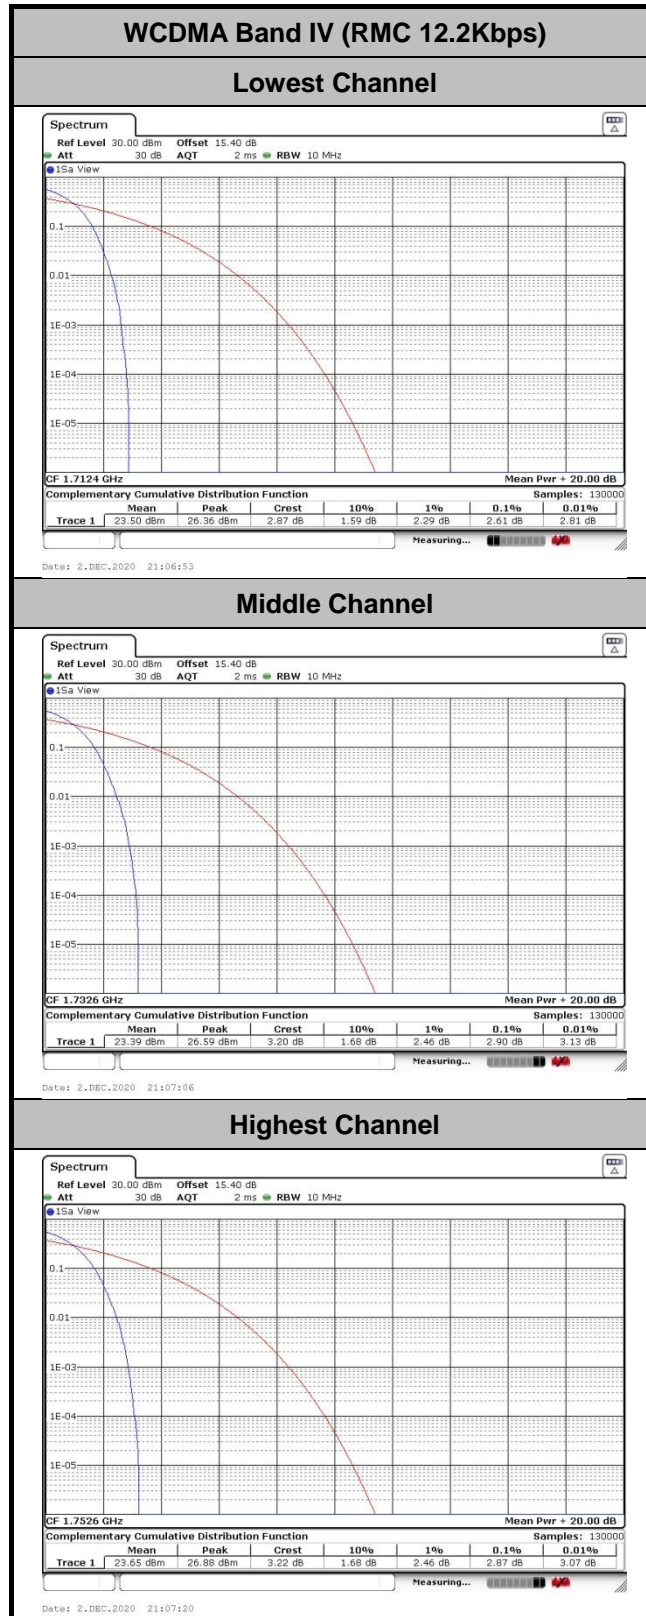 WCDMA Band IV (RMC 12.2Kbps)
Lowest Channel
Spectrum
Ref Level 30.00 dBm Offset 15.40 dB
Att 30 dB AQT 2 ms RBW 10 MHz
1Sa View
0.1
0.01
1E-03
1E-04
1E-05
CF 1.7124 GHz Mean Pwr + 20.00 dB
Complementary Cumulative Distribution Function Samples: 130000
Mean Peak Crest 10% 1% 0.1% 0.01%
Trace 1 23.50 dBm 26.36 dBm 2.87 dB 1.59 dB 2.29 dB 2.61 dB 2.81 dB
Measuring...
Date: 2.DEC.2020 21:06:53
Middle Channel
Spectrum
Ref Level 30.00 dBm Offset 15.40 dB
Att 30 dB AQT 2 ms RBW 10 MHz
1Sa View
0.1
0.01
1E-03
1E-04
1E-05
CF 1.7326 GHz Mean Pwr + 20.00 dB
Complementary Cumulative Distribution Function Samples: 130000
Mean Peak Crest 10% 1% 0.1% 0.01%
Trace 1 23.39 dBm 26.59 dBm 3.20 dB 1.68 dB 2.46 dB 2.90 dB 3.13 dB
Measuring...
Date: 2.DEC.2020 21:07:06
Highest Channel
Spectrum
Ref Level 30.00 dBm Offset 15.40 dB
Att 30 dB AQT 2 ms RBW 10 MHz
1Sa View
0.1
0.01
1E-03
1E-04
1E-05
CF 1.7526 GHz Mean Pwr + 20.00 dB
Complementary Cumulative Distribution Function Samples: 130000
Mean Peak Crest 10% 1% 0.1% 0.01%
Trace 1 23.65 dBm 26.88 dBm 3.22 dB 1.68 dB 2.46 dB 2.87 dB 3.07 dB
Measuring...
Date: 2.DEC.2020 21:07:20